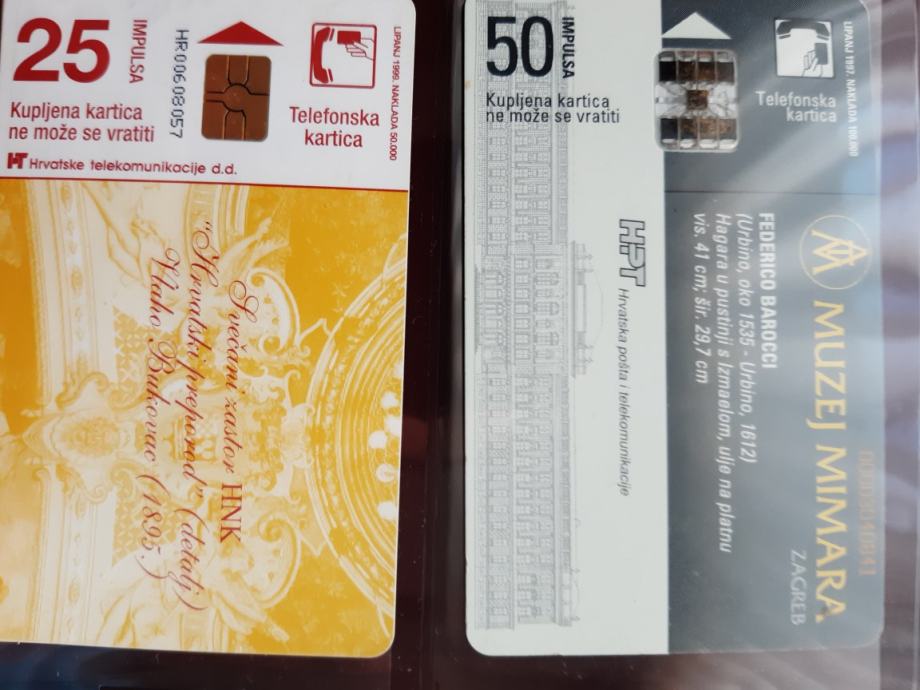 25
IMPULSA
HR00608057
Kupljena kartica
ne može se vratiti
Telefonska
kartica
LIPANJ 1999. NAKLADA 50.000
HT Hrvatske telekomunikacije d.d.
Svečani zastor HNK
"Hrvatski preporod" (detalj)
Vlaho Bukovac (1895.)
50
IMPULSA
Kupljena kartica
ne može se vratiti
Telefonska
kartica
LIPANJ 1997. NAKLADA 100.000
HPT Hrvatska pošta i telekomunikacije
MUZEJ MIMARA
ZAGREB
FEDERICO BAROCCI
(Urbino, oko 1535 - Urbino, 1612)
Hagara u pustinji s Izmaelom, ulje na platnu
vis. 41 cm; šir. 29,7 cm